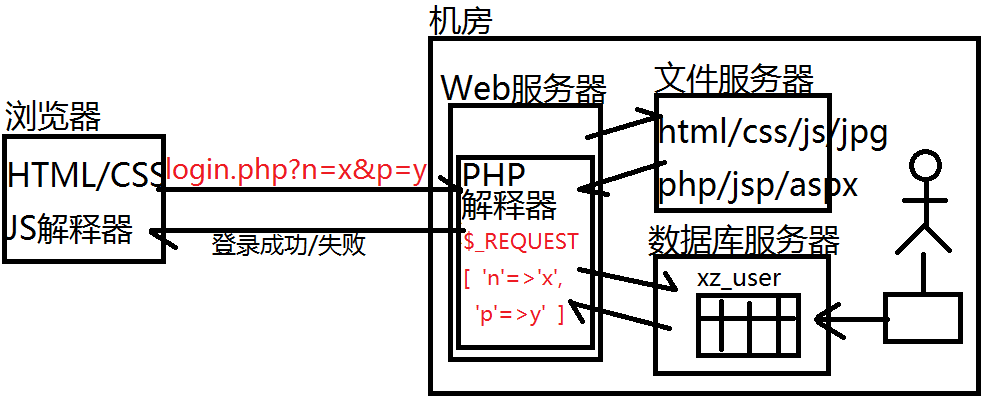 机房
Web服务器
文件服务器
浏览器
html/css/js/jpg
HTML/CSS
login.php?n=x&p=y
PHP
php/jsp/aspx
解释器
JS解释器
登录成功/失败
$_REQUEST
数据库服务器
[ 'n'=>'x',
xz_user
'p'=>y' ]